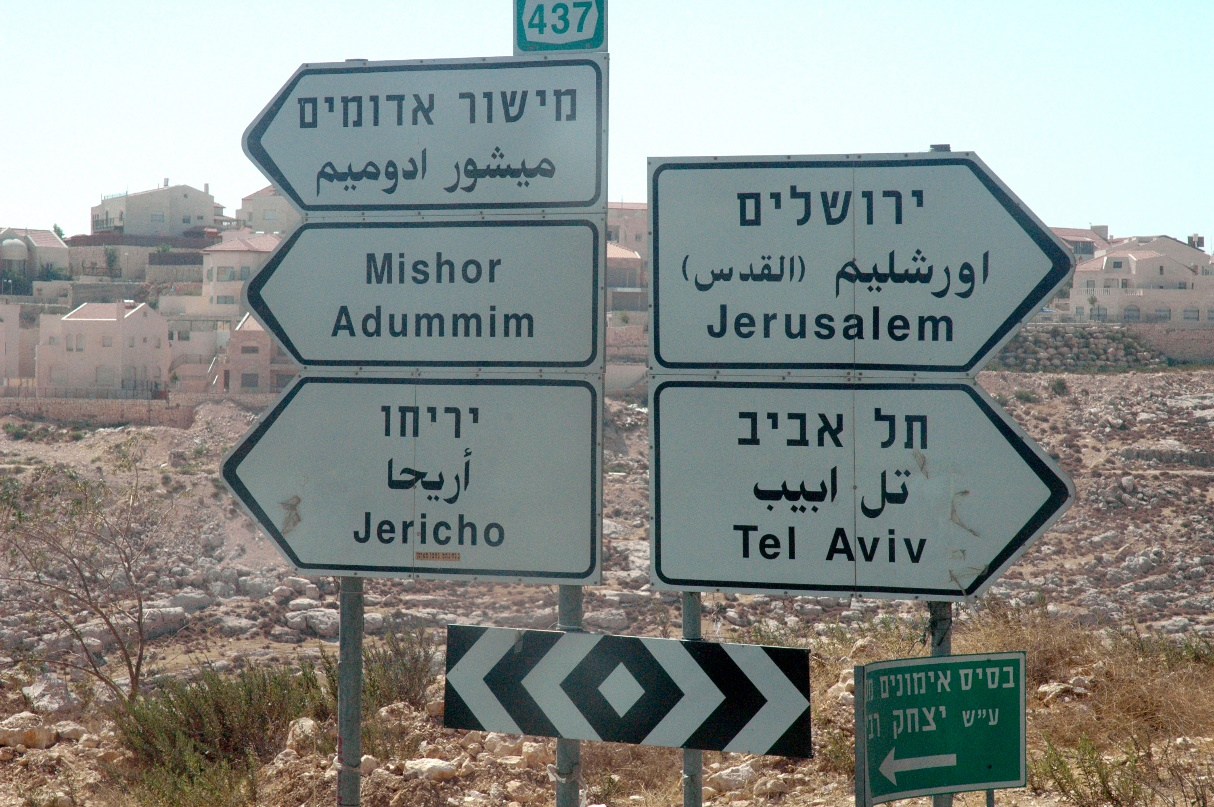 437
מישור אדומים
ميشور ادوميم
Mishor
Adummim
יריחו
أريحا
Jericho
ירושלים
اورشليم (القدس)
Jerusalem
תל אביב
تل ابيب
Tel Aviv
בסיס אימונים
ע״ש יצחק